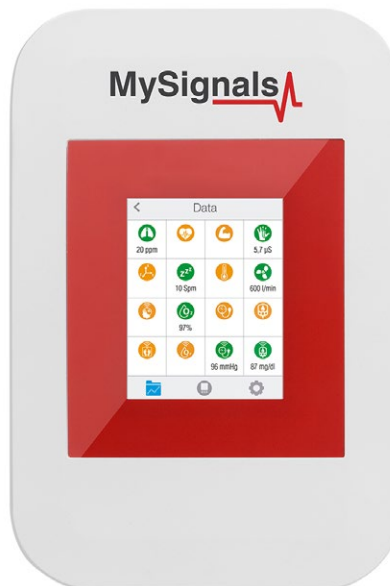 MySignals
Data
20 ppm
5,7 µS
10 Spm
600 l/min
97%
96 mmHg
87 mg/dl